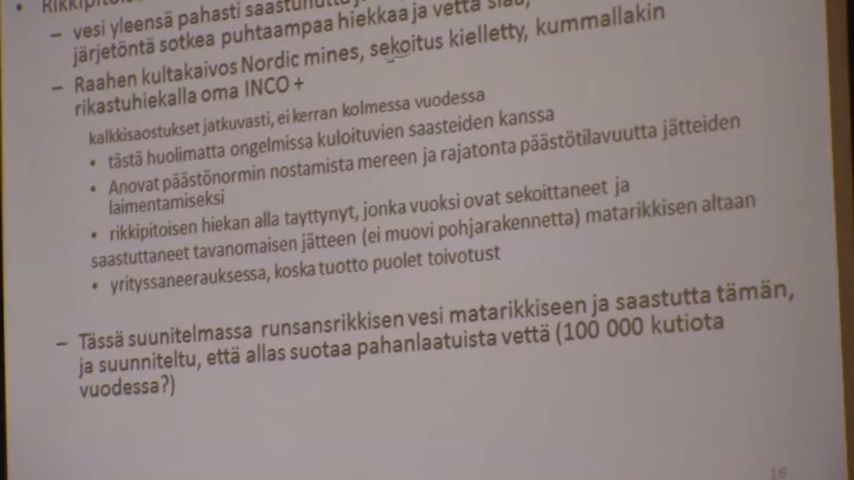 • Rikkipitoise
– vesi yleensä pahasti saastunutta
järjetöntä sotkea puhtaampaa hiekkaa ja vettä
– Raahen kultakaivos Nordic mines, sekoitus kielletty, kummallakin
rikastuhiekalla oma INCO +
kalkkisaostukset jatkuvasti, ei kerran kolmessa vuodessa
• tästä huolimatta ongelmissa kuloituvien saasteiden kanssa
• Anovat päästönormin nostamista mereen ja rajatonta päästötilavuutta jätteiden
laimentamiseksi
• rikkipitoisen hiekan alla tayttynyt, jonka vuoksi ovat sekoittaneet ja
saastuttaneet tavanomaisen jätteen (ei muovi pohjarakennetta) matarikkisen altaan
• yrityssaneerauksessa, koska tuotto puolet toivotust
– Tässä suunitelmassa runsansrikkisen vesi matarikkiseen ja saastutta tämän,
ja suunniteltu, että allas suotaa pahanlaatuista vettä (100 000 kutiota
vuodessa?)
16